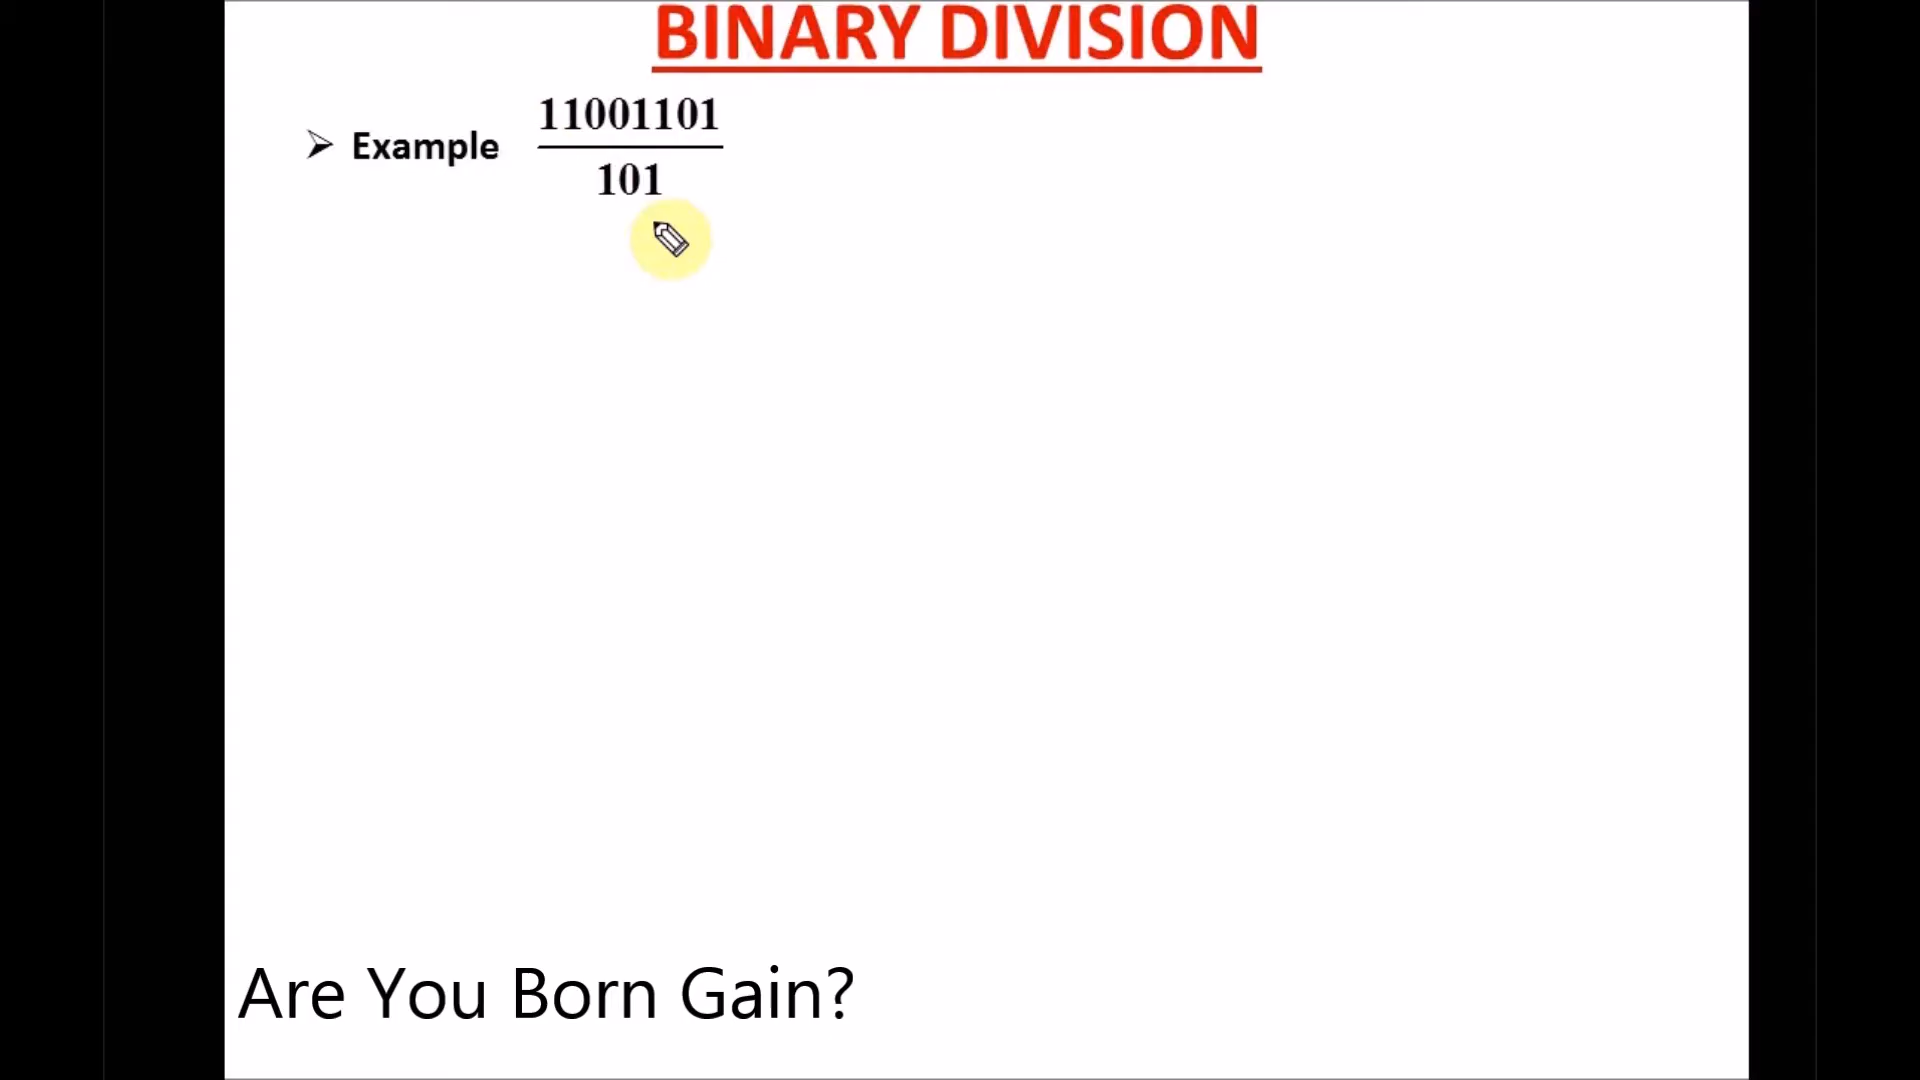 BINARY DIVISION
➢ Example 11001101
101
Are You Born Gain?